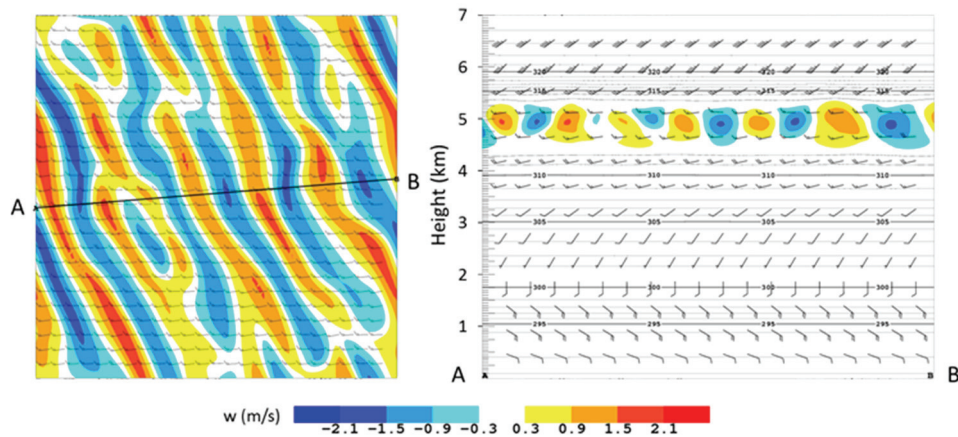 7
6
5
4
3
2
1
Height (km)
320 320 320 320
315 315 315 315
310 310 310 310
305 305 305 305
300 300 300 300
295 295 295 295
A
B
A
B
A B
w (m/s)
-2.1 -1.5 -0.9 -0.3 0.3 0.9 1.5 2.1